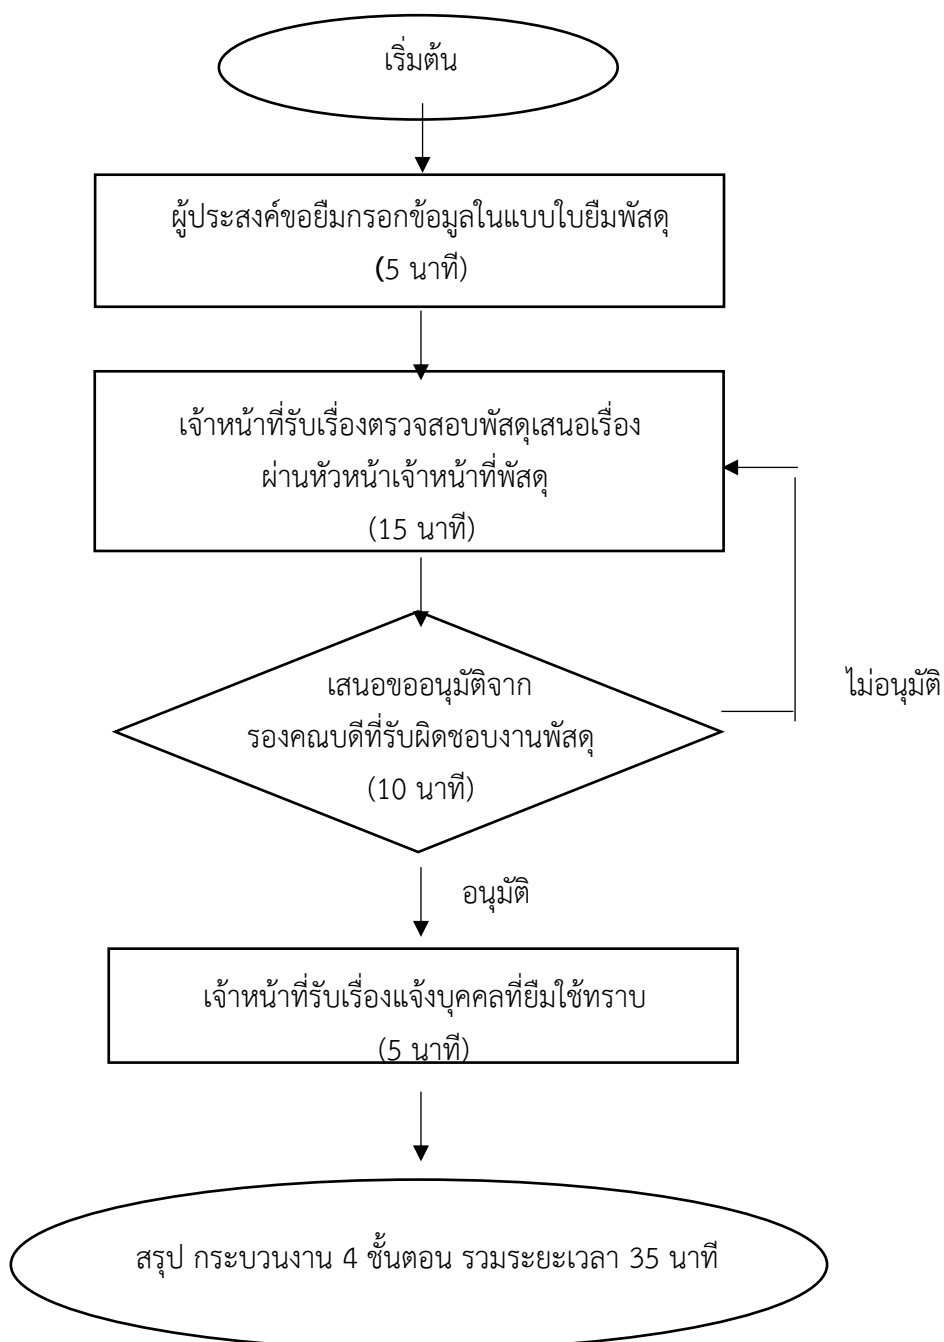 เริ่มต้น
ผู้ประสงค์ขอยืมกรอกข้อมูลในแบบใบยืมพัสดุ
(5 นาที)
เจ้าหน้าที่รับเรื่องตรวจสอบพัสดุเสนอเรื่อง
ผ่านหัวหน้าเจ้าหน้าที่พัสดุ
(15 นาที)
เสนอขออนุมัติจาก
รองคณบดีที่รับผิดชอบงานพัสดุ
(10 นาที)
ไม่อนุมัติ
อนุมัติ
เจ้าหน้าที่รับเรื่องแจ้งบุคคลที่ยืมใช้ทราบ
(5 นาที)
สรุป กระบวนงาน 4 ชั้นตอน รวมระยะเวลา 35 นาที